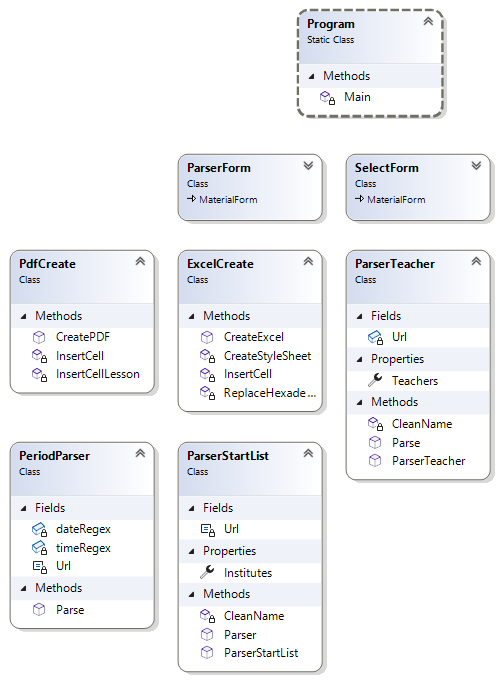 Program
Static Class
Methods
Main
ParserForm
Class
MaterialForm
SelectForm
Class
MaterialForm
PdfCreate
Class
Methods
CreatePDF
InsertCell
InsertCellLesson
ExcelCreate
Class
Methods
CreateExcel
CreateStyleSheet
InsertCell
ReplaceHexade...
ParserTeacher
Class
Fields
Url
Properties
Teachers
Methods
CleanName
Parse
ParserTeacher
PeriodParser
Class
Fields
dateRegex
timeRegex
Url
Methods
Parse
ParserStartList
Class
Fields
Url
Properties
Institutes
Methods
CleanName
Parser
ParserStartList